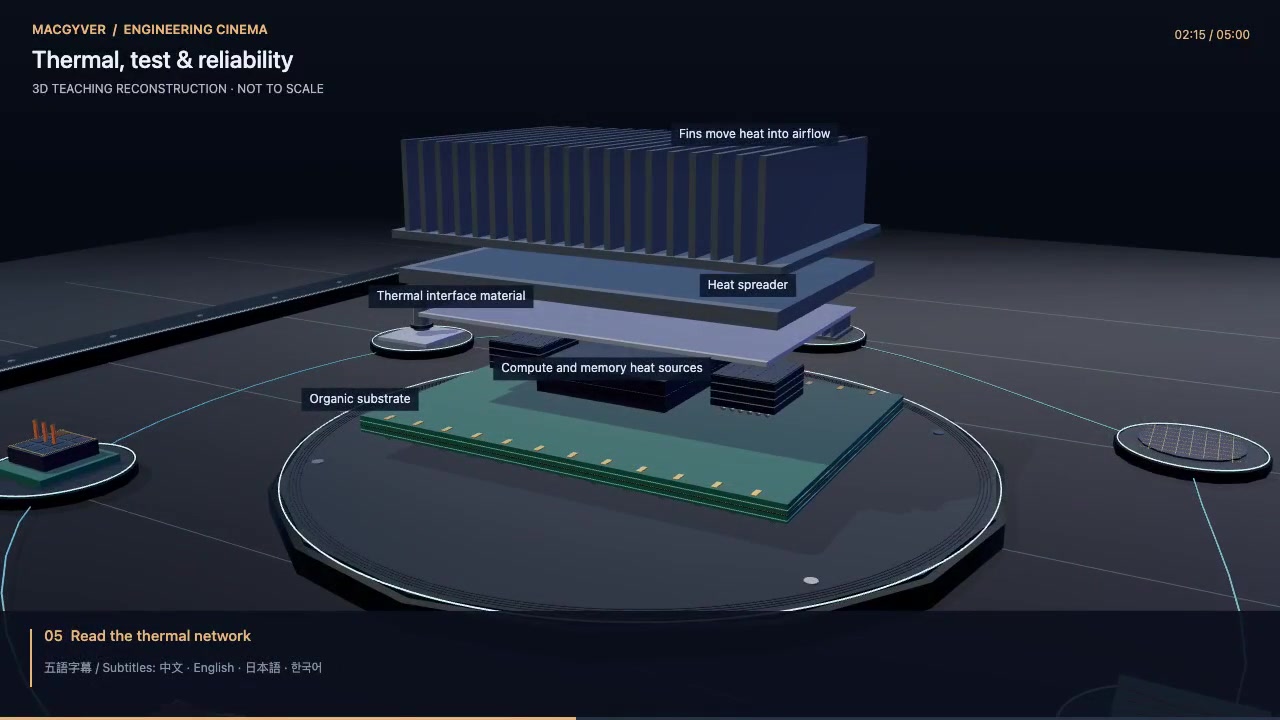 MACGYVER / ENGINEERING CINEMA
02:15 / 05:00
Thermal, test & reliability
3D TEACHING RECONSTRUCTION · NOT TO SCALE
Fins move heat into airflow
Heat spreader
Thermal interface material
Compute and memory heat sources
Organic substrate
05 Read the thermal network
五語字幕 / Subtitles: 中文 · English · 日本語 · 한국어